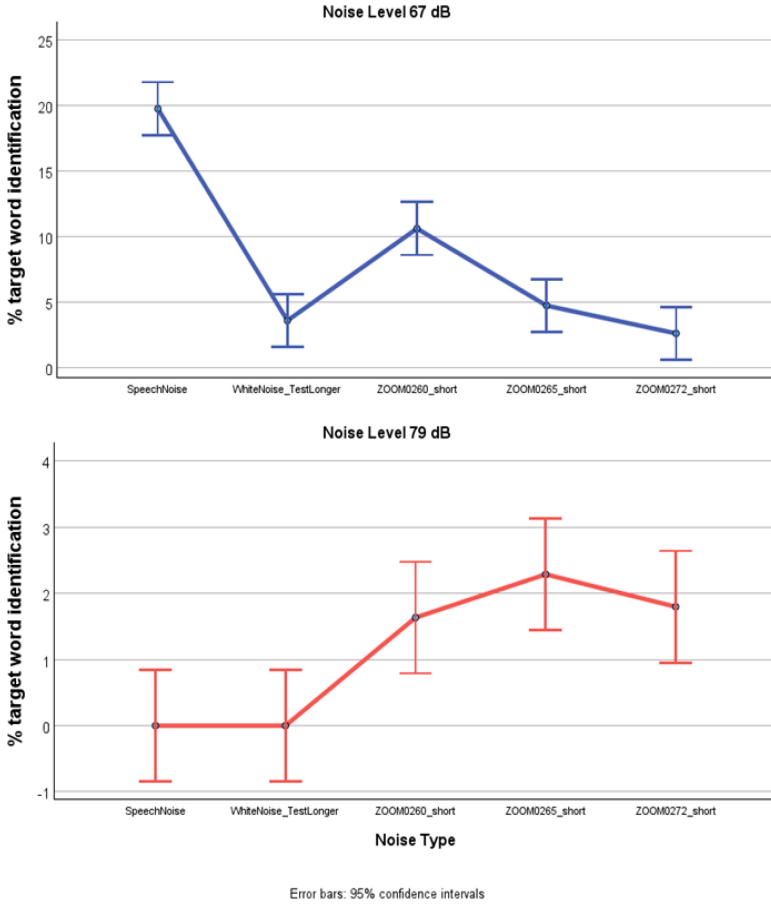 Noise Level 67 dB
% target word identification
25
20
15
10
5
0
SpeechNoise WhiteNoise_TestLonger ZOOM0260_short ZOOM0265_short ZOOM0272_short
Noise Level 79 dB
% target word identification
4
3
2
1
0
-1
SpeechNoise WhiteNoise_TestLonger ZOOM0260_short ZOOM0265_short ZOOM0272_short
Noise Type
Error bars: 95% confidence intervals